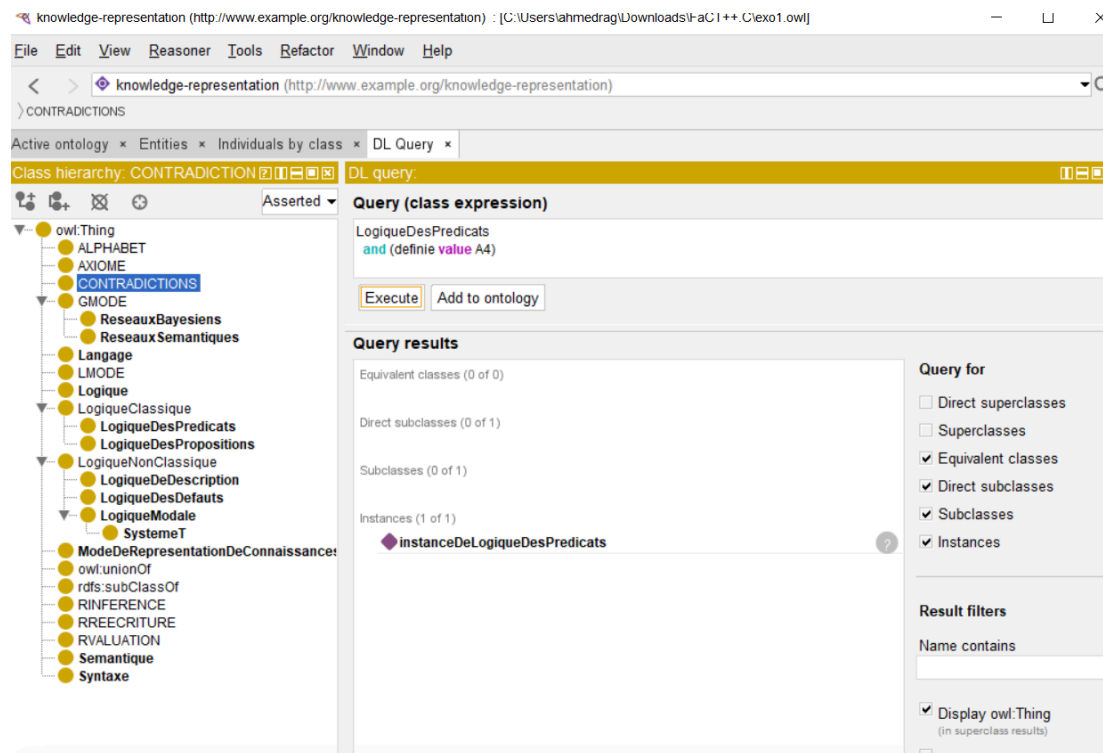 knowledge-representation (http://www.example.org/knowledge-representation) : [C:\Users\ahmedrag\Downloads\FaCT++.C\exo1.owl]
File Edit View Reasoner Tools Refactor Window Help
knowledge-representation (http://www.example.org/knowledge-representation)
CONTRADICTIONS
Active ontology × Entities × Individuals by class × DL Query ×
Class hierarchy: CONTRADICTION
Asserted
owl:Thing
ALPHABET
AXIOME
CONTRADICTIONS
GMODE
ReseauxBayesiens
ReseauxSemantiques
Langage
LMODE
Logique
LogiqueClassique
LogiqueDesPredicats
LogiqueDesPropositions
LogiqueNonClassique
LogiqueDeDescription
LogiqueDesDefauts
LogiqueModale
SystemeT
ModeDeRepresentationDeConnaissances
owl:unionOf
rdfs:subClassOf
RINFERENCE
RREECRITURE
RVALUATION
Semantique
Syntaxe
DL query:
Query (class expression)
LogiqueDesPredicats
and (definie value A4)
Execute Add to ontology
Query results
Equivalent classes (0 of 0)
Direct subclasses (0 of 1)
Subclasses (0 of 1)
Instances (1 of 1)
instanceDeLogiqueDesPredicats ?
Query for
Direct superclasses
Superclasses
Equivalent classes
Direct subclasses
Subclasses
Instances
Result filters
Name contains
Display owl:Thing
(in superclass results)